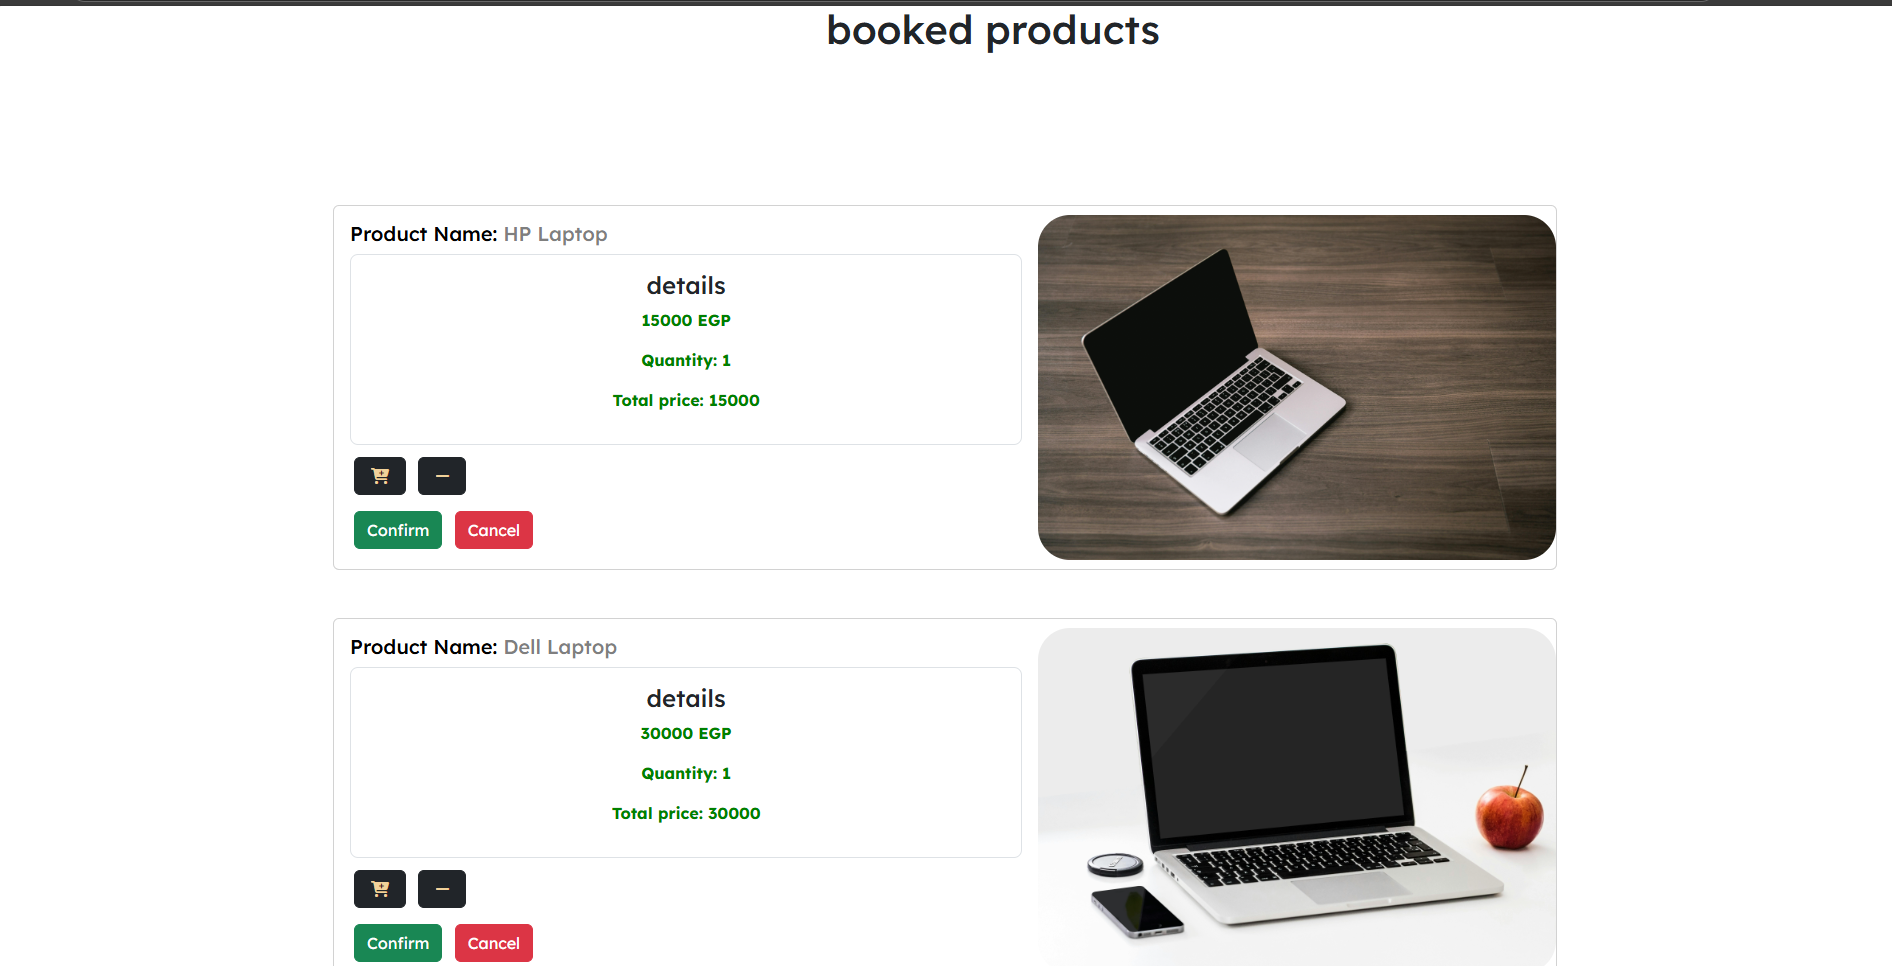 booked products
Product Name: HP Laptop
details
15000 EGP
Quantity: 1
Total price: 15000
Confirm Cancel
Product Name: Dell Laptop
details
30000 EGP
Quantity: 1
Total price: 30000
Confirm Cancel